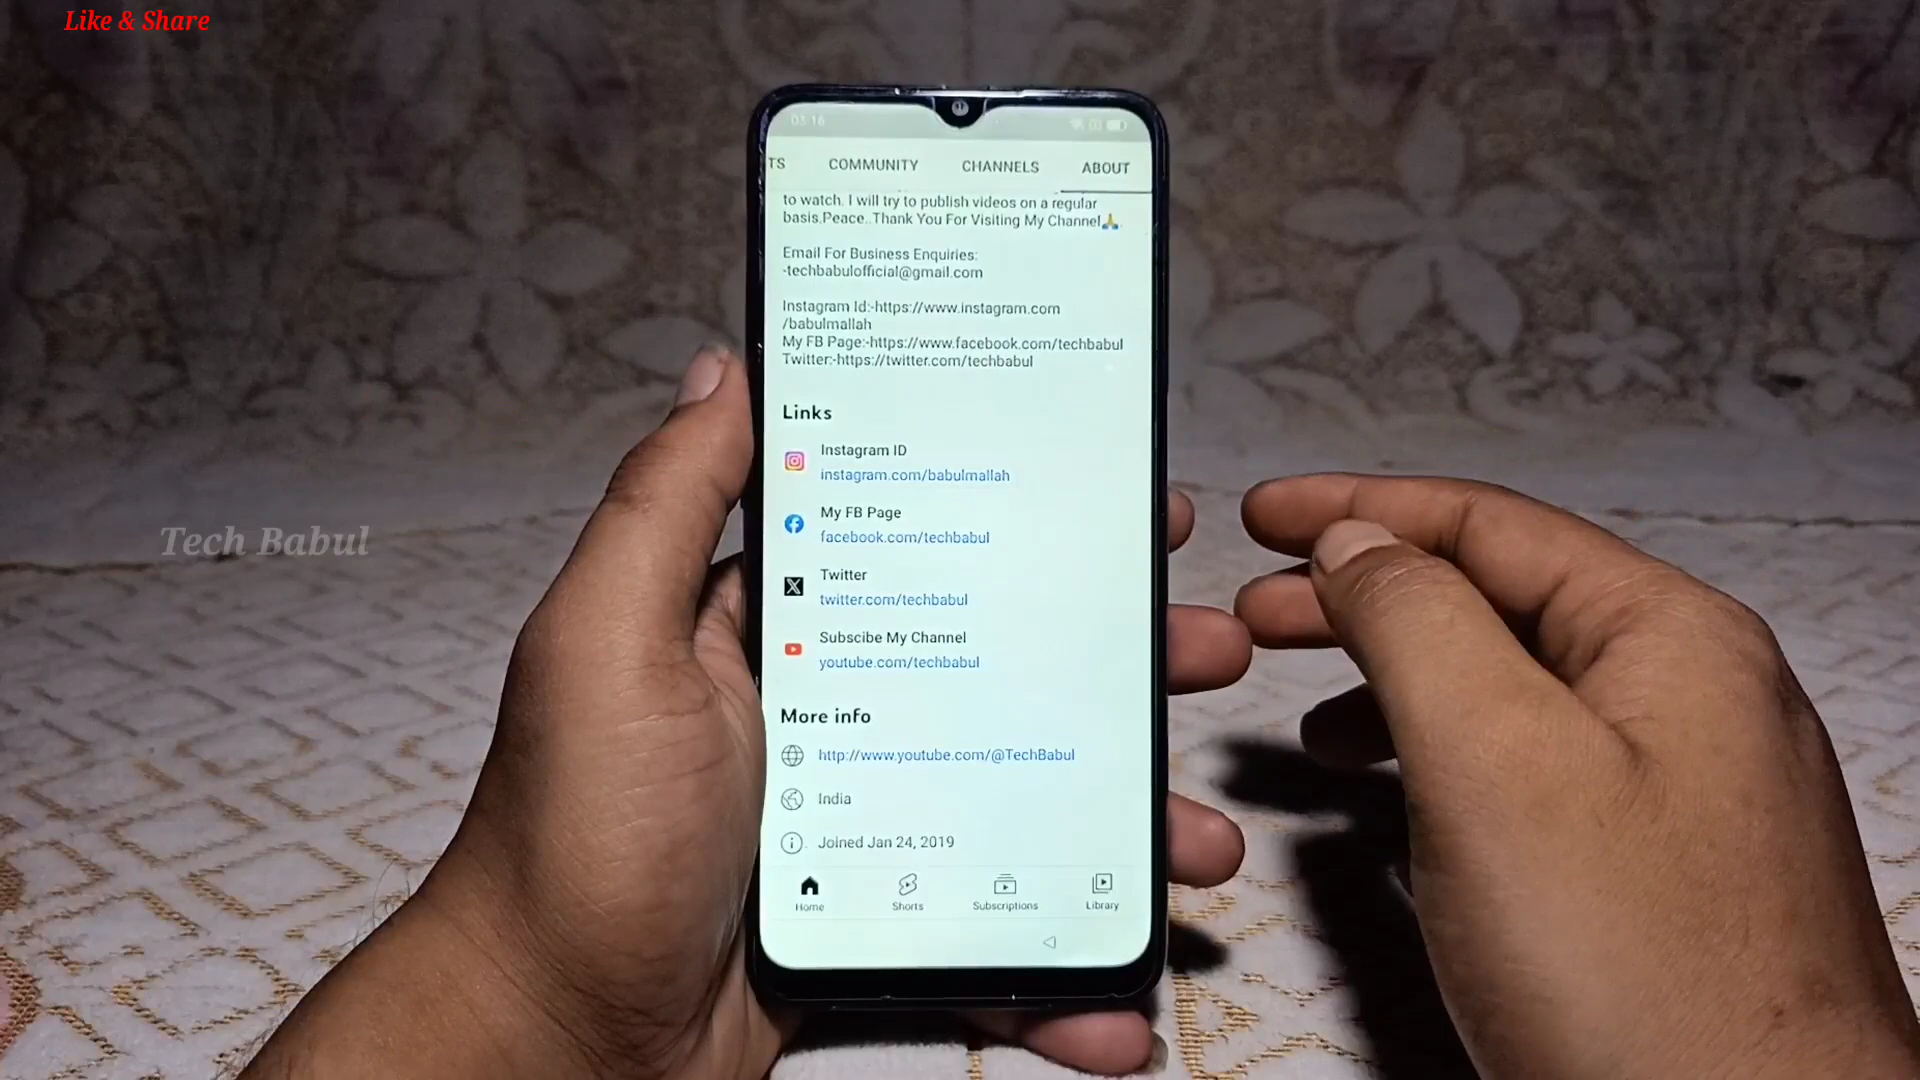 Like & Share
03:16
TS COMMUNITY CHANNELS ABOUT
to watch. I will try to publish videos on a regular
basis.Peace..Thank You For Visiting My Channel🙏.
Email For Business Enquiries:
-techbabulofficial@gmail.com
Instagram Id:-https://www.instagram.com
/babulmallah
My FB Page:-https://www.facebook.com/techbabul
Twitter:-https://twitter.com/techbabul
Links
Instagram ID
instagram.com/babulmallah
My FB Page
facebook.com/techbabul
Tech Babul
Twitter
twitter.com/techbabul
Subscibe My Channel
youtube.com/techbabul
More info
http://www.youtube.com/@TechBabul
India
Joined Jan 24, 2019
Home Shorts Subscriptions Library